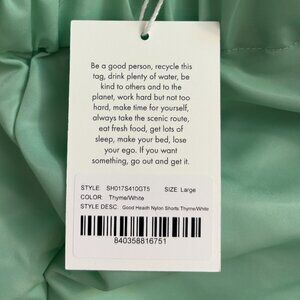 Be a good person, recycle this
tag, drink plenty of water, be
kind to others and to the
planet, work hard but not too
hard, make time for yourself,
always take the scenic route,
eat fresh food, get lots of
sleep, make your bed, lose
your ego. If you want
something, go out and get it.
STYLE: SH017S410GT5 SIZE: Large
COLOR: Thyme/White
STYLE DESC: Good Health Nylon Shorts Thyme/White
840358816751